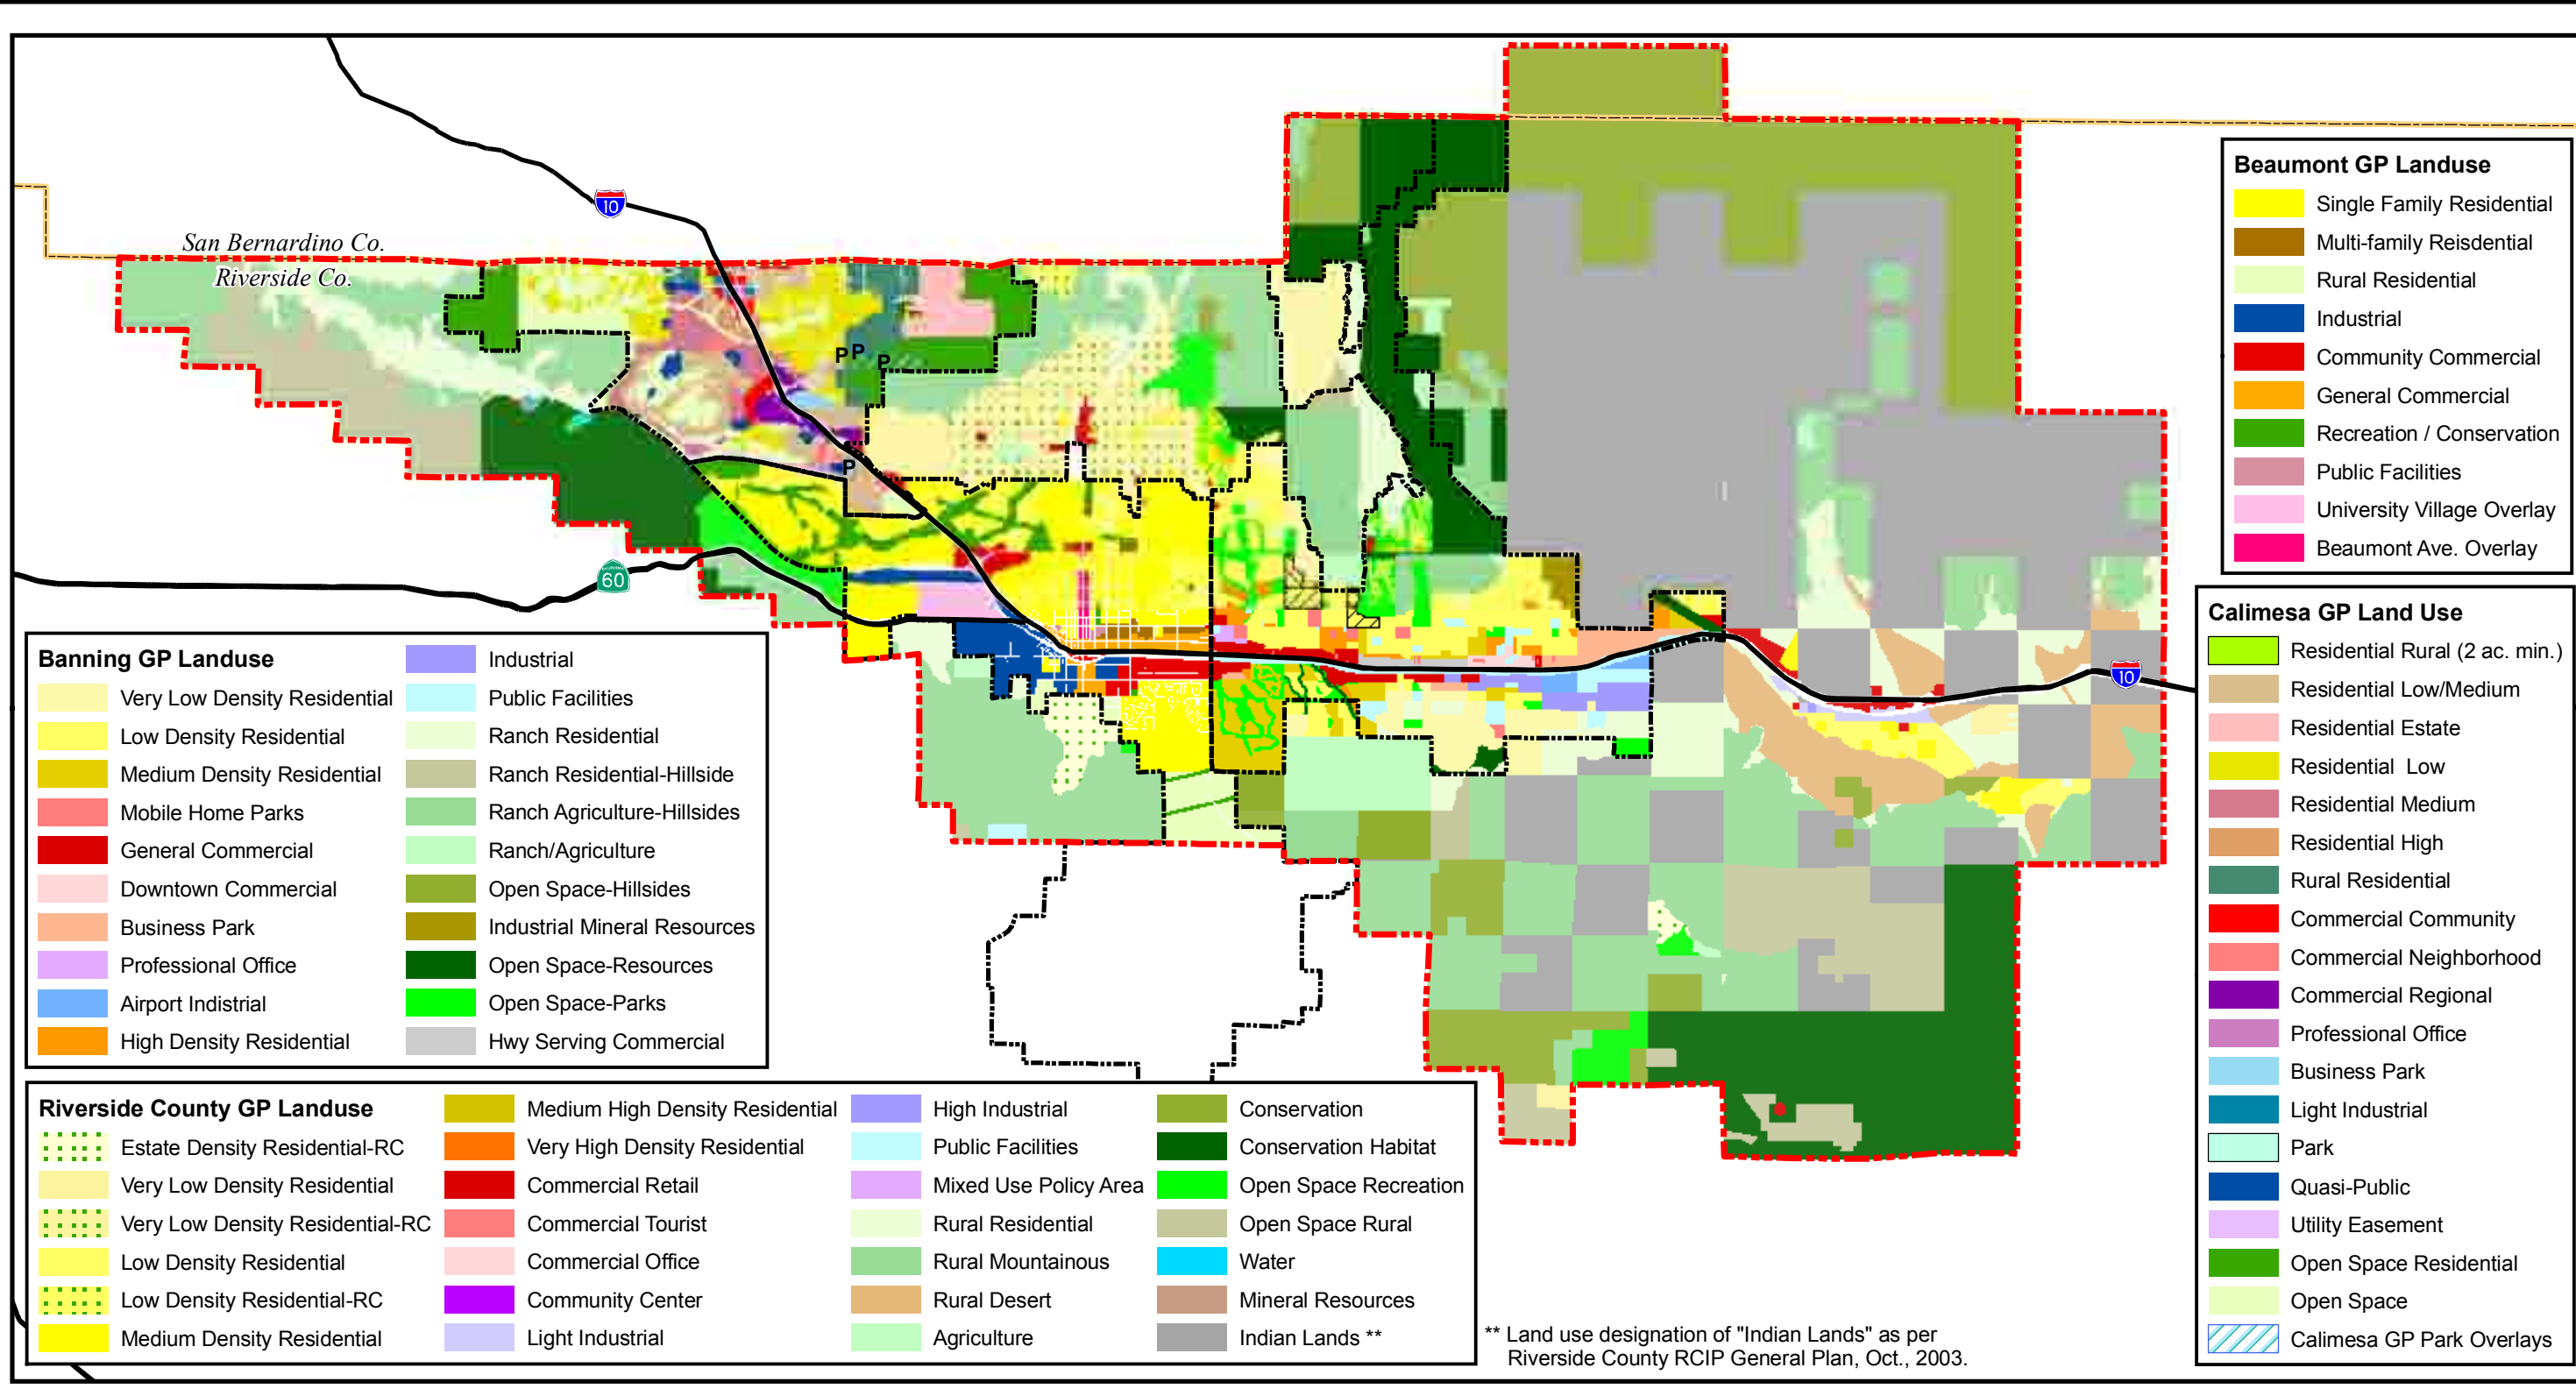 10
San Bernardino Co.
Riverside Co.
P
P
P
P
60
10
Beaumont GP Landuse
Single Family Residential
Multi-family Reisdential
Rural Residential
Industrial
Community Commercial
General Commercial
Recreation / Conservation
Public Facilities
University Village Overlay
Beaumont Ave. Overlay
Banning GP Landuse
Very Low Density Residential
Low Density Residential
Medium Density Residential
Mobile Home Parks
General Commercial
Downtown Commercial
Business Park
Professional Office
Airport Indistrial
High Density Residential
Industrial
Public Facilities
Ranch Residential
Ranch Residential-Hillside
Ranch Agriculture-Hillsides
Ranch/Agriculture
Open Space-Hillsides
Industrial Mineral Resources
Open Space-Resources
Open Space-Parks
Hwy Serving Commercial
Calimesa GP Land Use
Residential Rural (2 ac. min.)
Residential Low/Medium
Residential Estate
Residential Low
Residential Medium
Residential High
Rural Residential
Commercial Community
Commercial Neighborhood
Commercial Regional
Professional Office
Business Park
Light Industrial
Park
Quasi-Public
Utility Easement
Open Space Residential
Open Space
Calimesa GP Park Overlays
Riverside County GP Landuse
Estate Density Residential-RC
Very Low Density Residential
Very Low Density Residential-RC
Low Density Residential
Low Density Residential-RC
Medium Density Residential
Medium High Density Residential
Very High Density Residential
Commercial Retail
Commercial Tourist
Commercial Office
Community Center
Light Industrial
High Industrial
Public Facilities
Mixed Use Policy Area
Rural Residential
Rural Mountainous
Rural Desert
Agriculture
Conservation
Conservation Habitat
Open Space Recreation
Open Space Rural
Water
Mineral Resources
Indian Lands **
** Land use designation of "Indian Lands" as per
Riverside County RCIP General Plan, Oct., 2003.